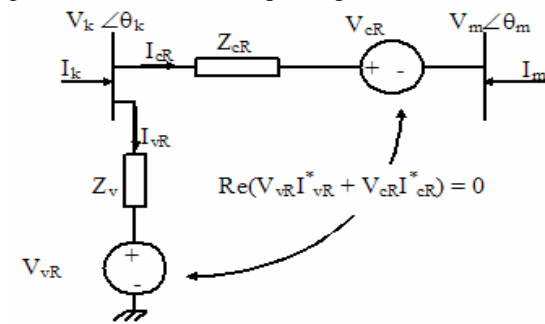 V_k ∠θ_k
V_cR
V_m∠θ_m
I_cR
Z_cR
I_k
+ -
I_m
I_vR
Z_v
Re(V_vR I*_vR + V_cR I*_cR) = 0
+
V_vR
-